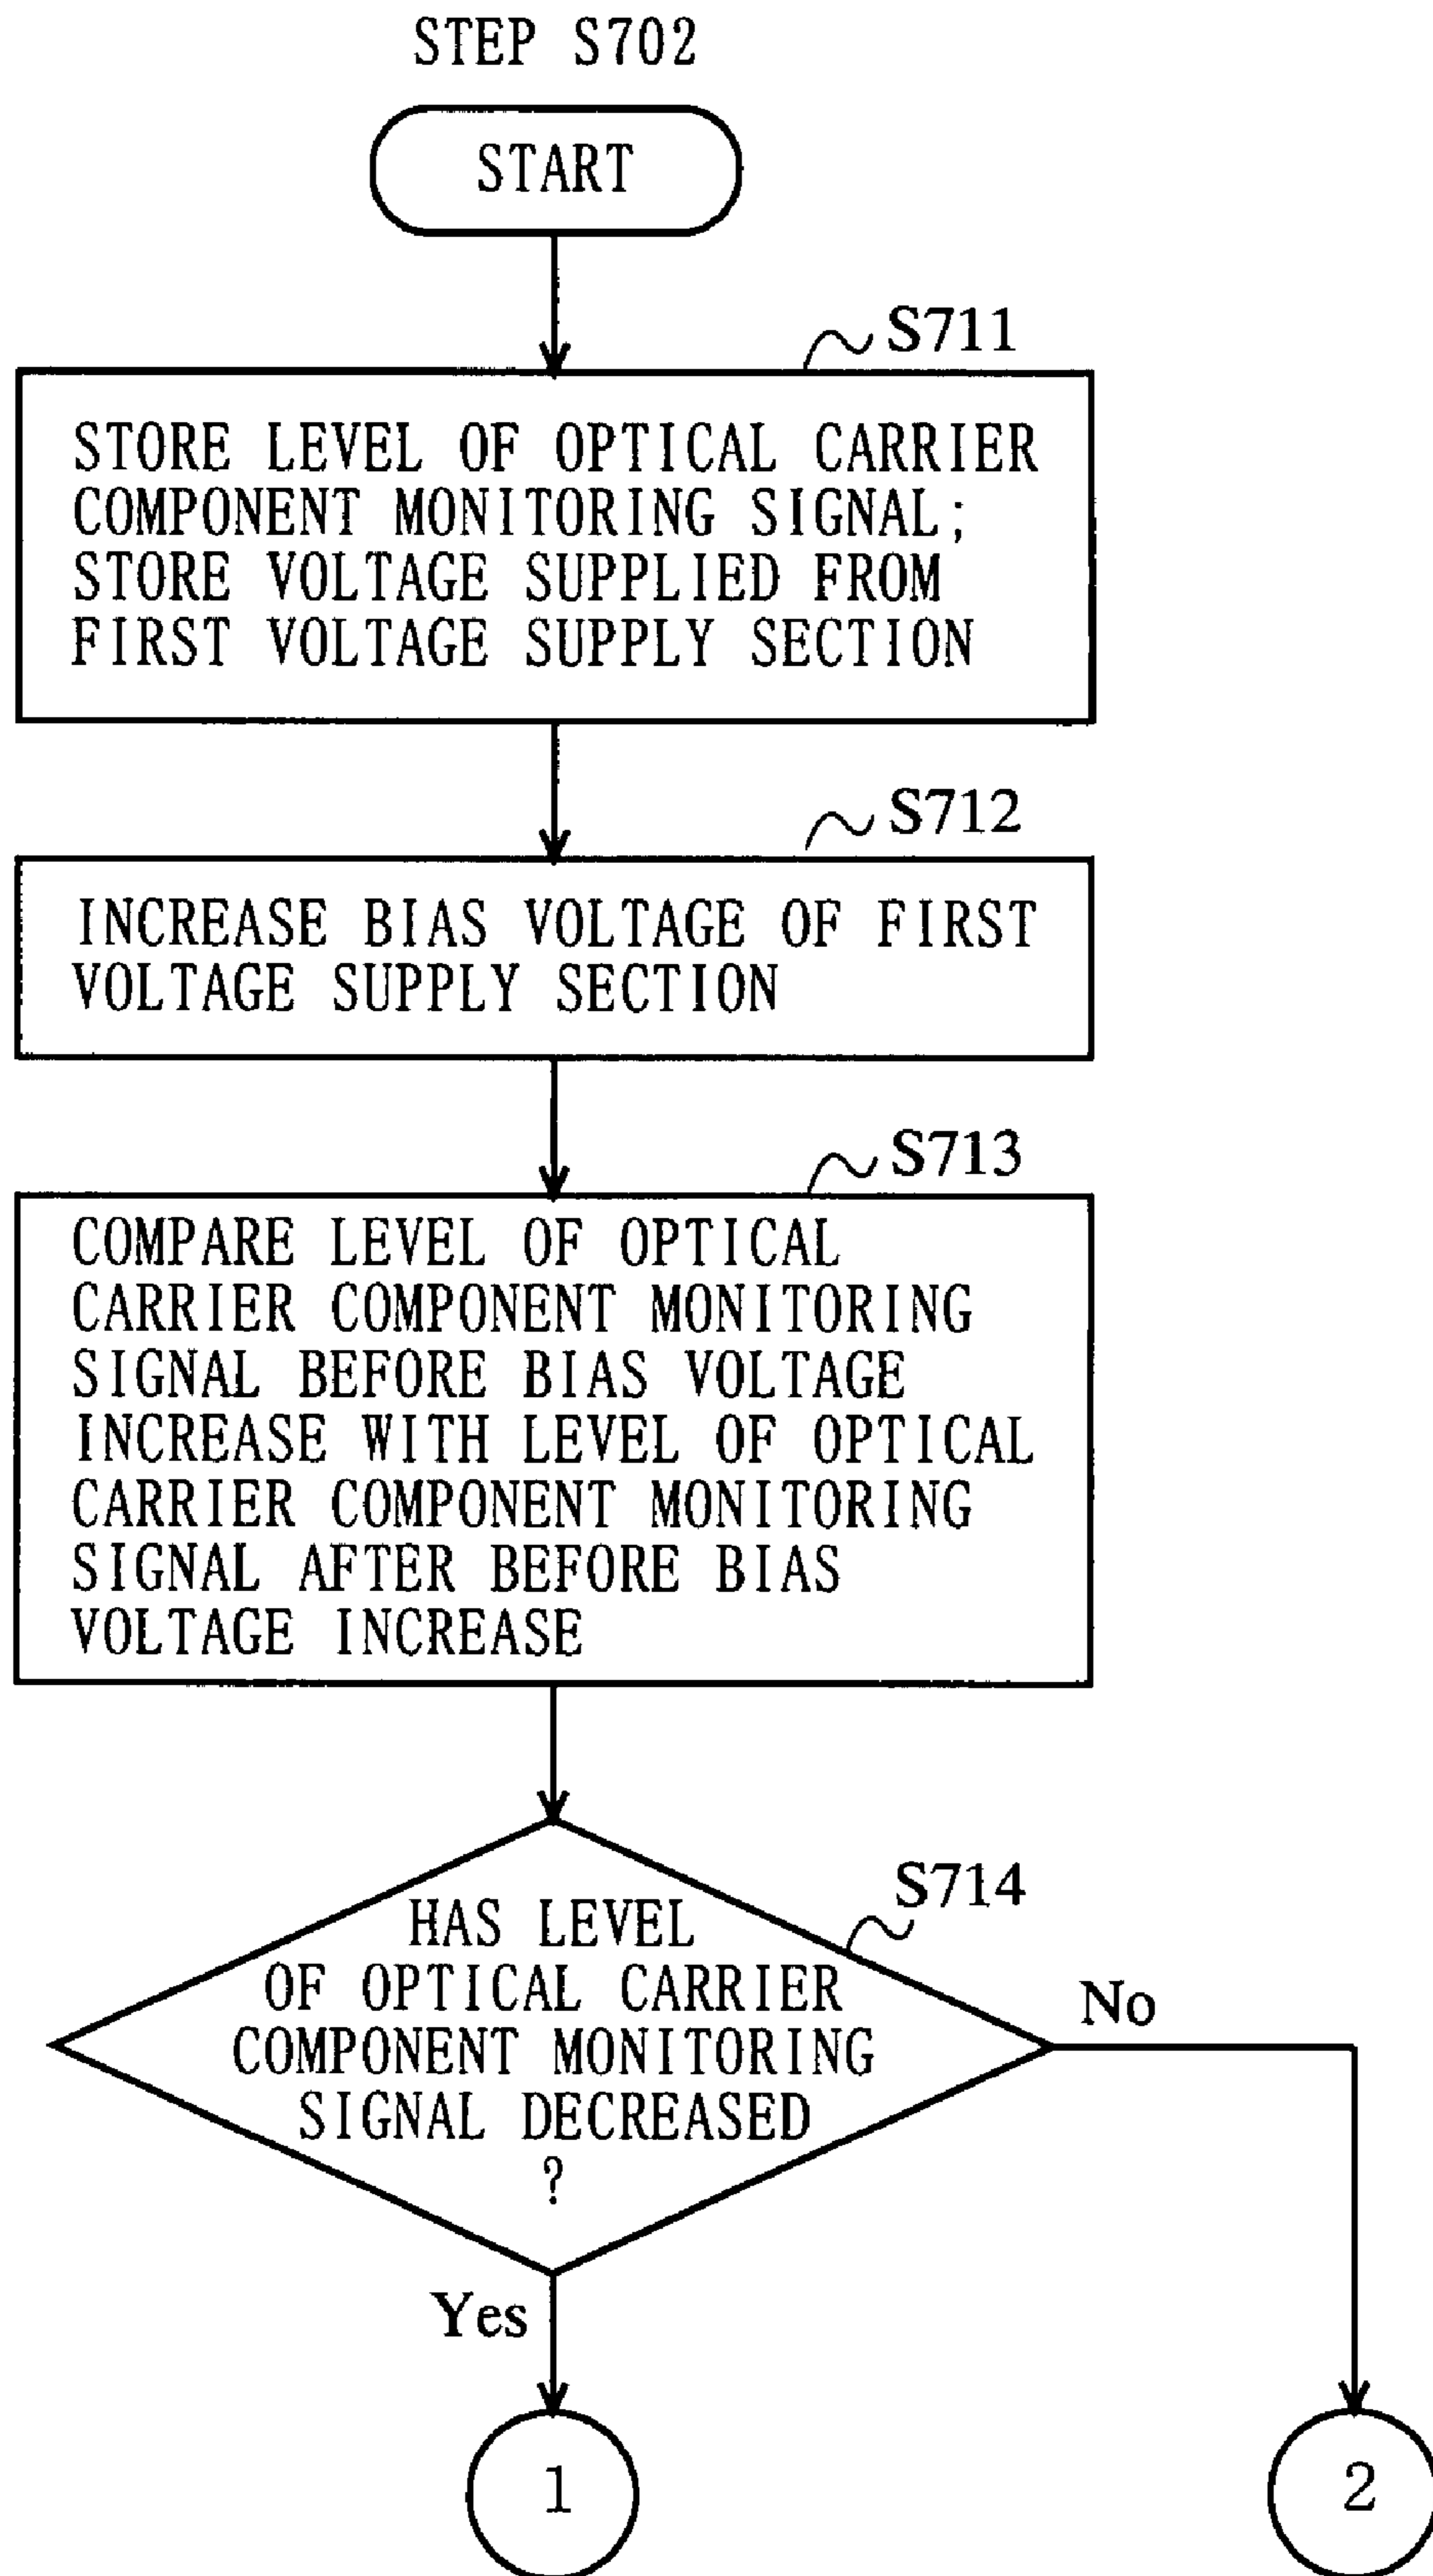 STEP S702
START
S711
STORE LEVEL OF OPTICAL CARRIER
COMPONENT MONITORING SIGNAL;
STORE VOLTAGE SUPPLIED FROM
FIRST VOLTAGE SUPPLY SECTION
S712
INCREASE BIAS VOLTAGE OF FIRST
VOLTAGE SUPPLY SECTION
S713
COMPARE LEVEL OF OPTICAL
CARRIER COMPONENT MONITORING
SIGNAL BEFORE BIAS VOLTAGE
INCREASE WITH LEVEL OF OPTICAL
CARRIER COMPONENT MONITORING
SIGNAL AFTER BEFORE BIAS
VOLTAGE INCREASE
S714
HAS LEVEL
OF OPTICAL CARRIER
COMPONENT MONITORING
SIGNAL DECREASED
?
No
Yes
1
2